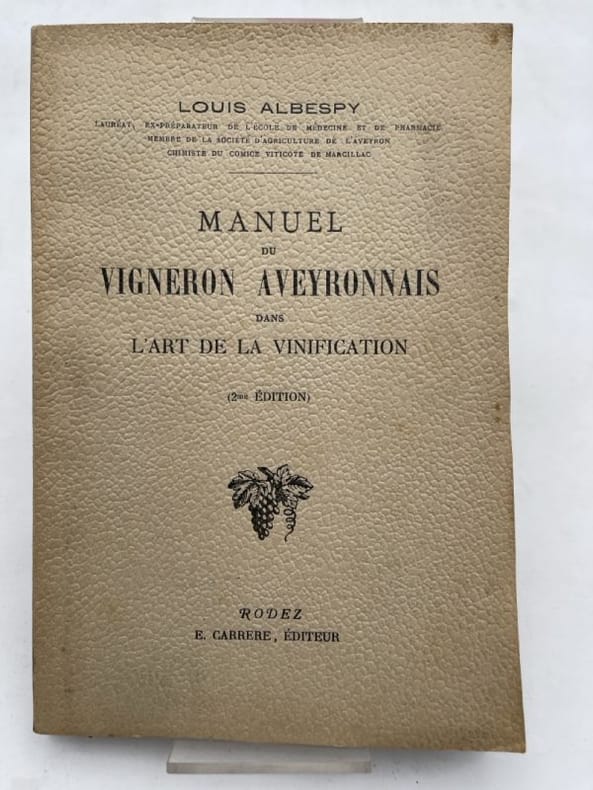 LOUIS ALBESPY
LAURÉAT, EX-PRÉPARATEUR DE L'ÉCOLE DE MÉDECINE ET DE PHARMACIE
MEMBRE DE LA SOCIÉTÉ D'AGRICULTURE DE L'AVEYRON
CHIMISTE DU COMICE VITICOTE DE MARCILLAC
MANUEL
DU
VIGNERON AVEYRONNAIS
DANS
L'ART DE LA VINIFICATION
(2me ÉDITION)
RODEZ
E. CARRERE, ÉDITEUR